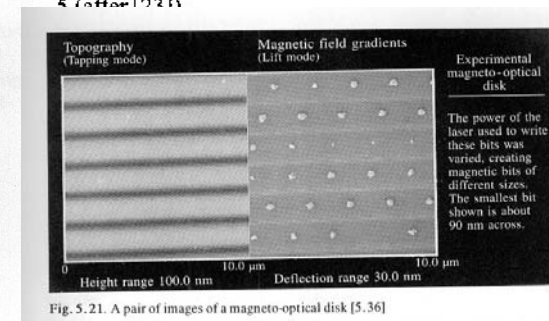 5 (after [23])
Topography
(Tapping mode)
Magnetic field gradients
(Lift mode)
Experimental
magneto-optical
disk
The power of the
laser used to write
these bits was
varied, creating
magnetic bits of
different sizes.
The smallest bit
shown is about
90 nm across.
0
10.0 µm
10.0 µm
Height range 100.0 nm
Deflection range 30.0 nm
Fig. 5.21. A pair of images of a magneto-optical disk [5.36]